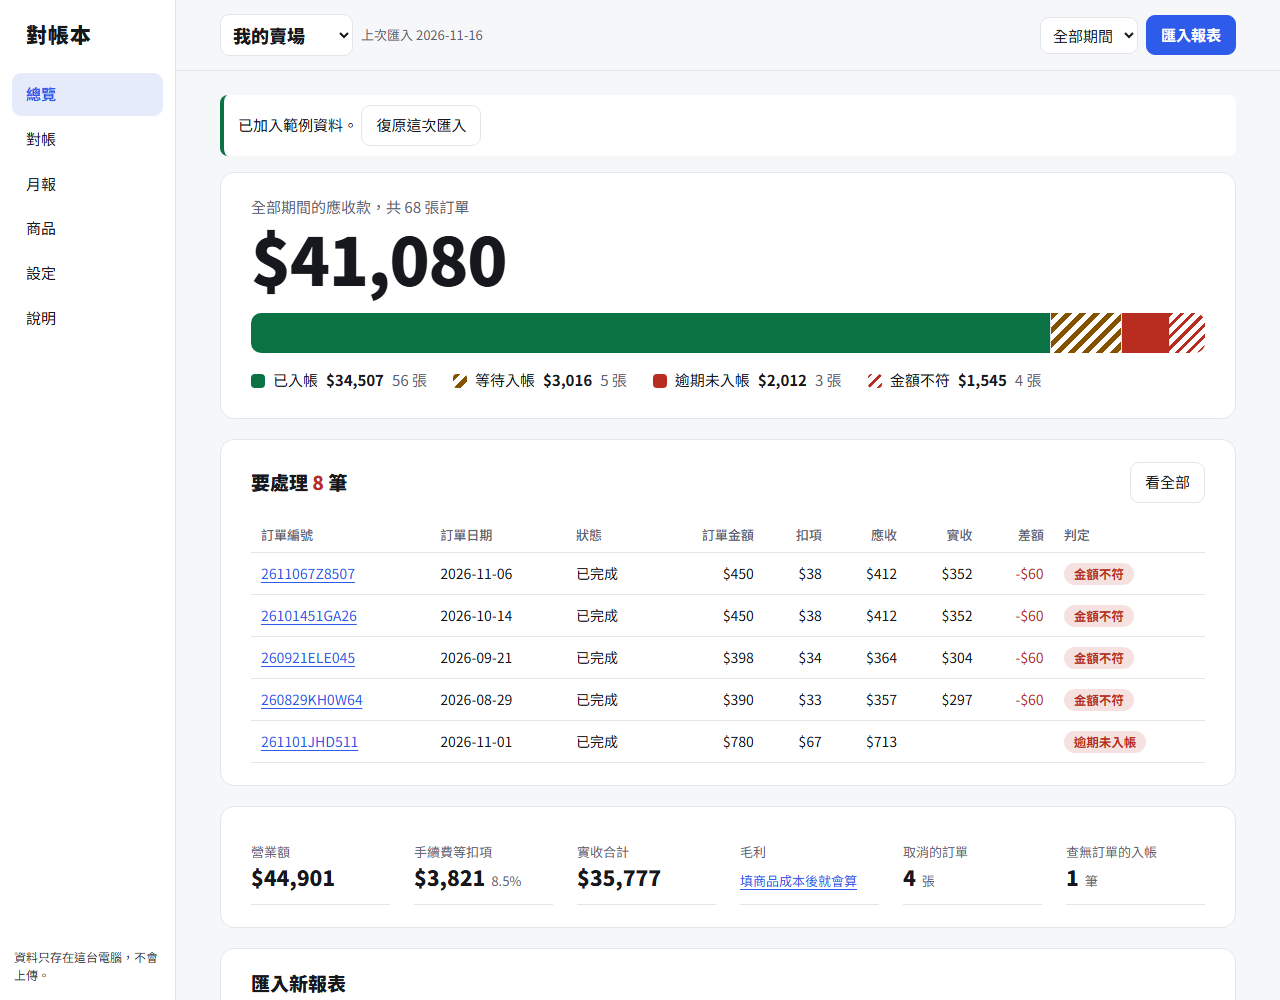 對帳本
總覽
對帳
月報
商品
設定
說明
資料只存在這台電腦，不會
上傳。
我的賣場 上次匯入 2026-11-16 全部期間 匯入報表
已加入範例資料。 復原這次匯入
全部期間的應收款，共 68 張訂單
$41,080
已入帳 $34,507 56 張 等待入帳 $3,016 5 張 逾期未入帳 $2,012 3 張 金額不符 $1,545 4 張
要處理 8 筆 看全部
訂單編號 訂單日期 狀態 訂單金額 扣項 應收 實收 差額 判定
2611067Z8507 2026-11-06 已完成 $450 $38 $412 $352 -$60 金額不符
26101451GA26 2026-10-14 已完成 $450 $38 $412 $352 -$60 金額不符
260921ELE045 2026-09-21 已完成 $398 $34 $364 $304 -$60 金額不符
260829KH0W64 2026-08-29 已完成 $390 $33 $357 $297 -$60 金額不符
261101JHD511 2026-11-01 已完成 $780 $67 $713 逾期未入帳
營業額 手續費等扣項 實收合計 毛利 取消的訂單 查無訂單的入帳
$44,901 $3,821 8.5% $35,777 填商品成本後就會算 4 張 1 筆
匯入新報表